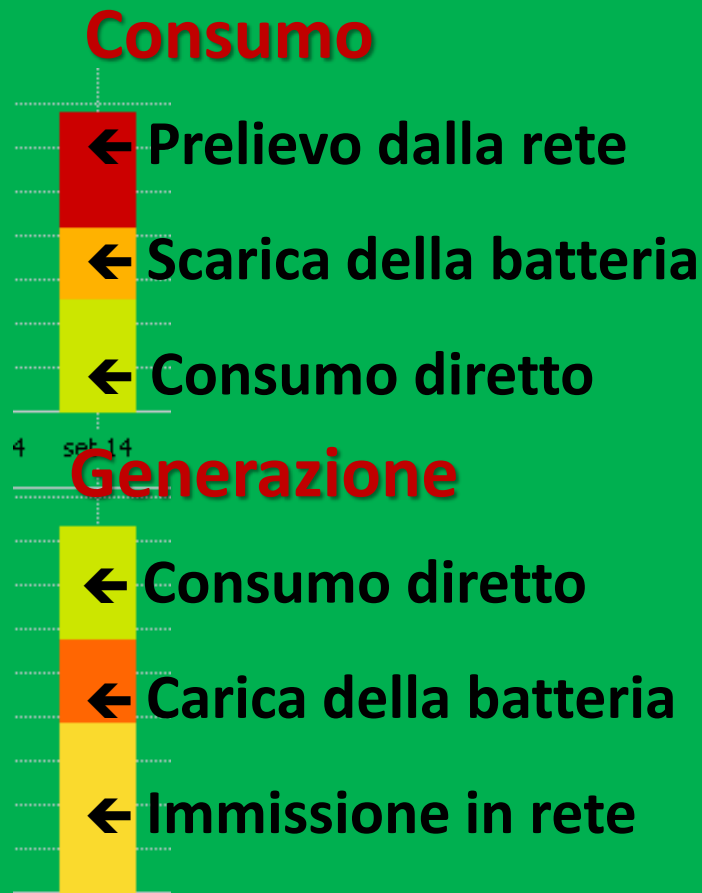 Consumo
Prelievo dalla rete
Scarica della batteria
Consumo diretto
4 set 14
Generazione
Consumo diretto
Carica della batteria
Immissione in rete